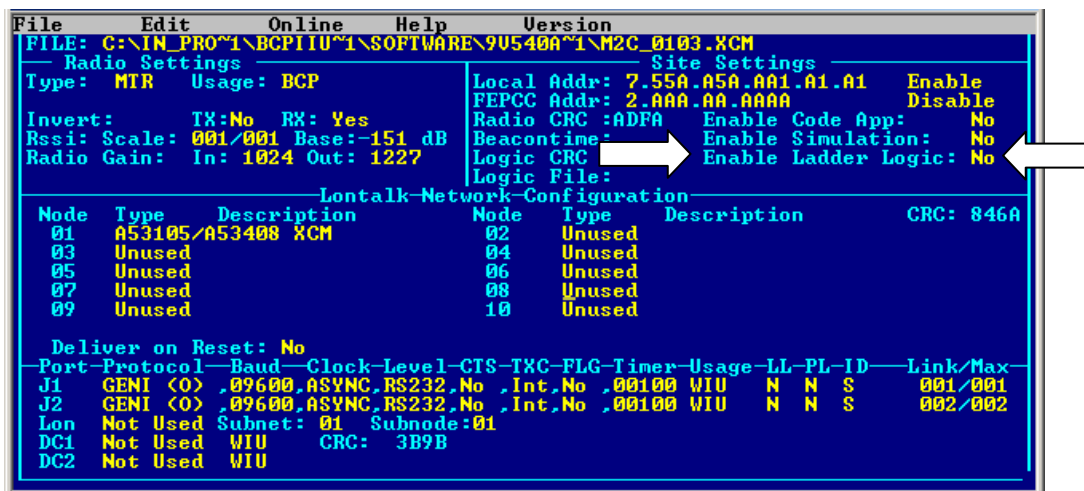 File Edit Online Help Version
FILE: C:\IN_PRO~1\BCPIIU~1\SOFTWARE\9V540A~1\M2C_0103.XCM
Radio Settings Site Settings
Type: MTR Usage: BCP Local Addr: 7.55A.A5A.AA1.A1.A1 Enable
FEPCC Addr: 2.AAA.AA.AAAA Disable
Invert: TX:No RX: Yes Radio CRC :ADFA Enable Code App: No
Rssi: Scale: 001/001 Base:-151 dB Beacontime: Enable Simulation: No
Radio Gain: In: 1024 Out: 1227 Logic CRC Enable Ladder Logic: No
Logic File:
Lontalk-Network-Configuration
Node Type Description Node Type Description CRC: 846A
01 A53105/A53408 XCM 02 Unused
03 Unused 04 Unused
05 Unused 06 Unused
07 Unused 08 Unused
09 Unused 10 Unused
Deliver on Reset: No
Port-Protocol-Baud-Clock-Level-CTS-TXC-FLG-Timer-Usage-LL-PL-ID-Link/Max
J1 GENI (O) ,09600,ASYNC,RS232,No ,Int,No ,00100 WIU N N S 001/001
J2 GENI (O) ,09600,ASYNC,RS232,No ,Int,No ,00100 WIU N N S 002/002
Lon Not Used Subnet: 01 Subnode:01
DC1 Not Used WIU CRC: 3B9B
DC2 Not Used WIU